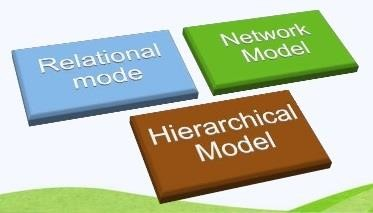 Relational
mode
Network
Model
Hierarchical
Model